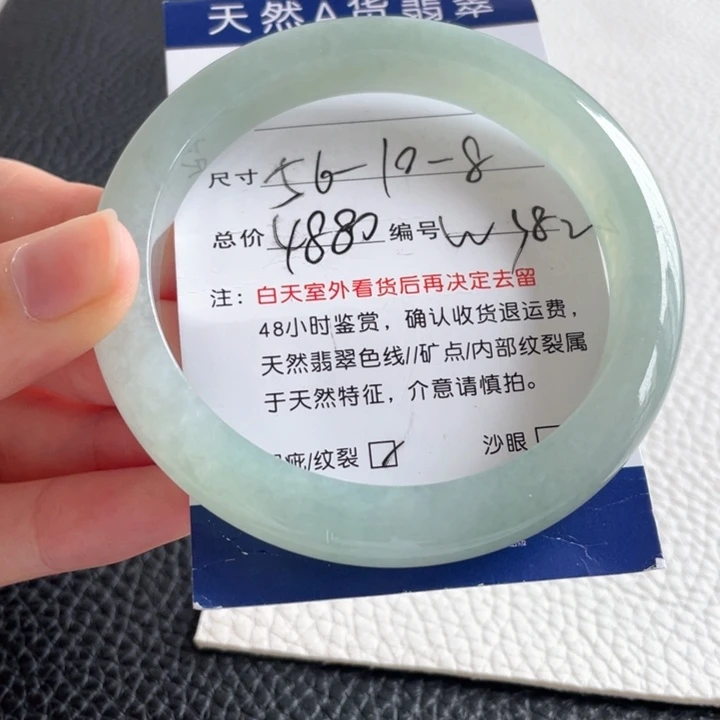 天然A货翡翠
尺寸 56-10-8
总价 4880 编号 W 582
注：白天室外看货后再决定去留
48小时鉴赏，确认收货退运费，
天然翡翠色线//矿点/内部纹裂属
于天然特征，介意请慎拍。
疵/纹裂 沙眼